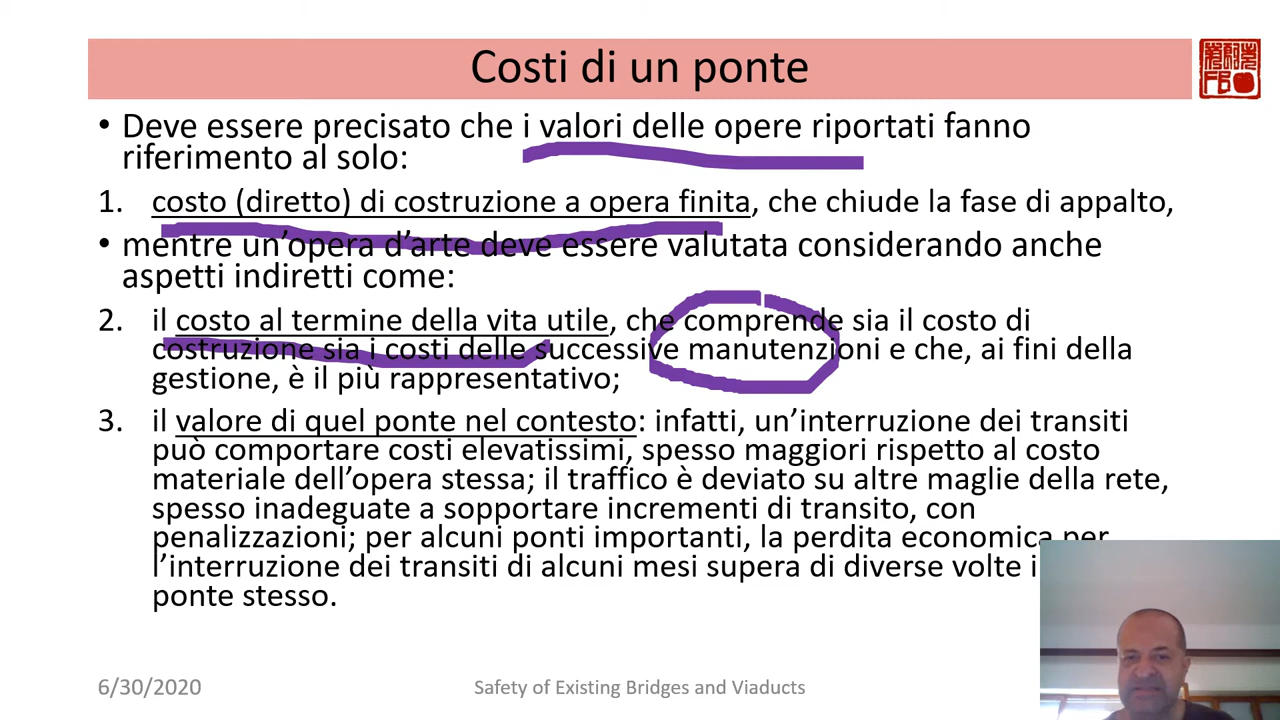 Costi di un ponte
• Deve essere precisato che i valori delle opere riportati fanno
riferimento al solo:
1. costo (diretto) di costruzione a opera finita, che chiude la fase di appalto,
• mentre un’opera d’arte deve essere valutata considerando anche
aspetti indiretti come:
2. il costo al termine della vita utile, che comprende sia il costo di
costruzione sia i costi delle successive manutenzioni e che, ai fini della
gestione, è il più rappresentativo;
3. il valore di quel ponte nel contesto: infatti, un’interruzione dei transiti
può comportare costi elevatissimi, spesso maggiori rispetto al costo
materiale dell’opera stessa; il traffico è deviato su altre maglie della rete,
spesso inadeguate a sopportare incrementi di transito, con
penalizzazioni; per alcuni ponti importanti, la perdita economica per
l’interruzione dei transiti di alcuni mesi supera di diverse volte i
ponte stesso.
6/30/2020
Safety of Existing Bridges and Viaducts